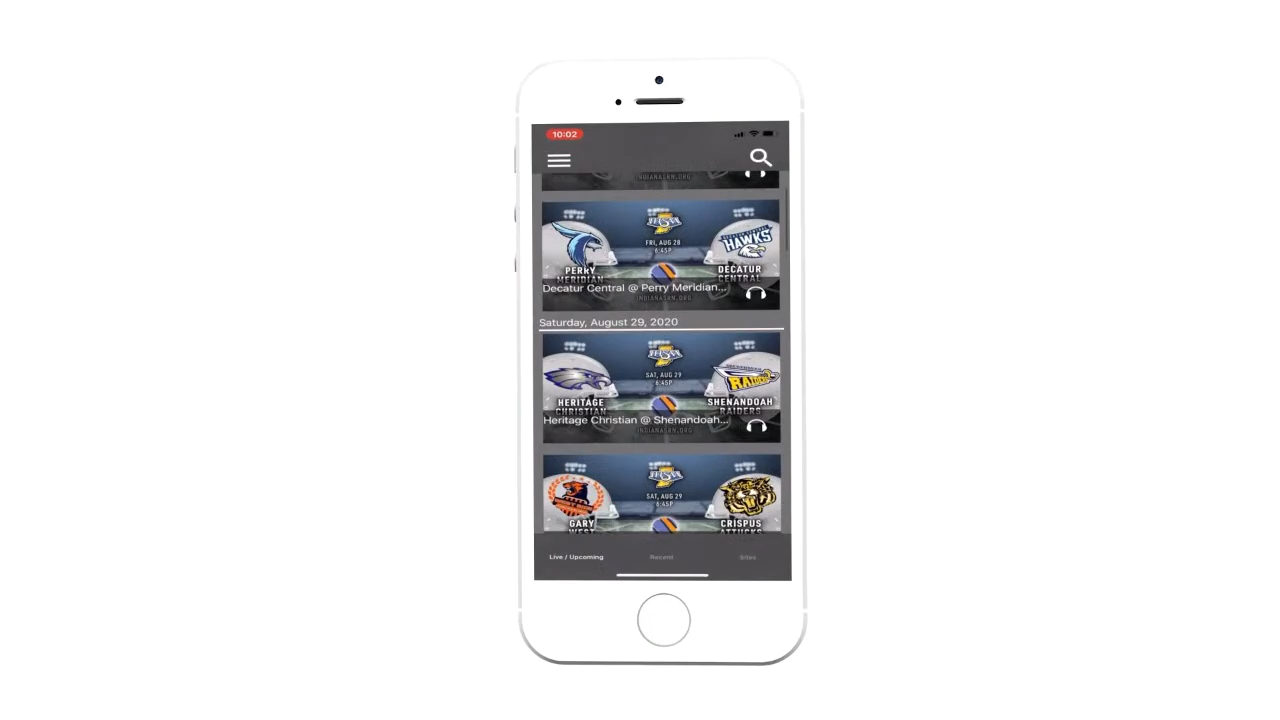 10:02
INDIANASRN.ORG
FRI, AUG 28
6:45P
HAWKS
PERRY
MERIDIAN
DECATUR
CENTRAL
Decatur Central @ Perry Meridian...
INDIANASRN.ORG
Saturday, August 29, 2020
SAT, AUG 29
6:45P
RAIDERS
HERITAGE
CHRISTIAN
SHENANDOAH
RAIDERS
Heritage Christian @ Shenandoah...
INDIANASRN.ORG
SAT, AUG 29
6:45P
GARY
WEST
CRISPUS
ATTUCKS
Live / Upcoming
Recent
Sites